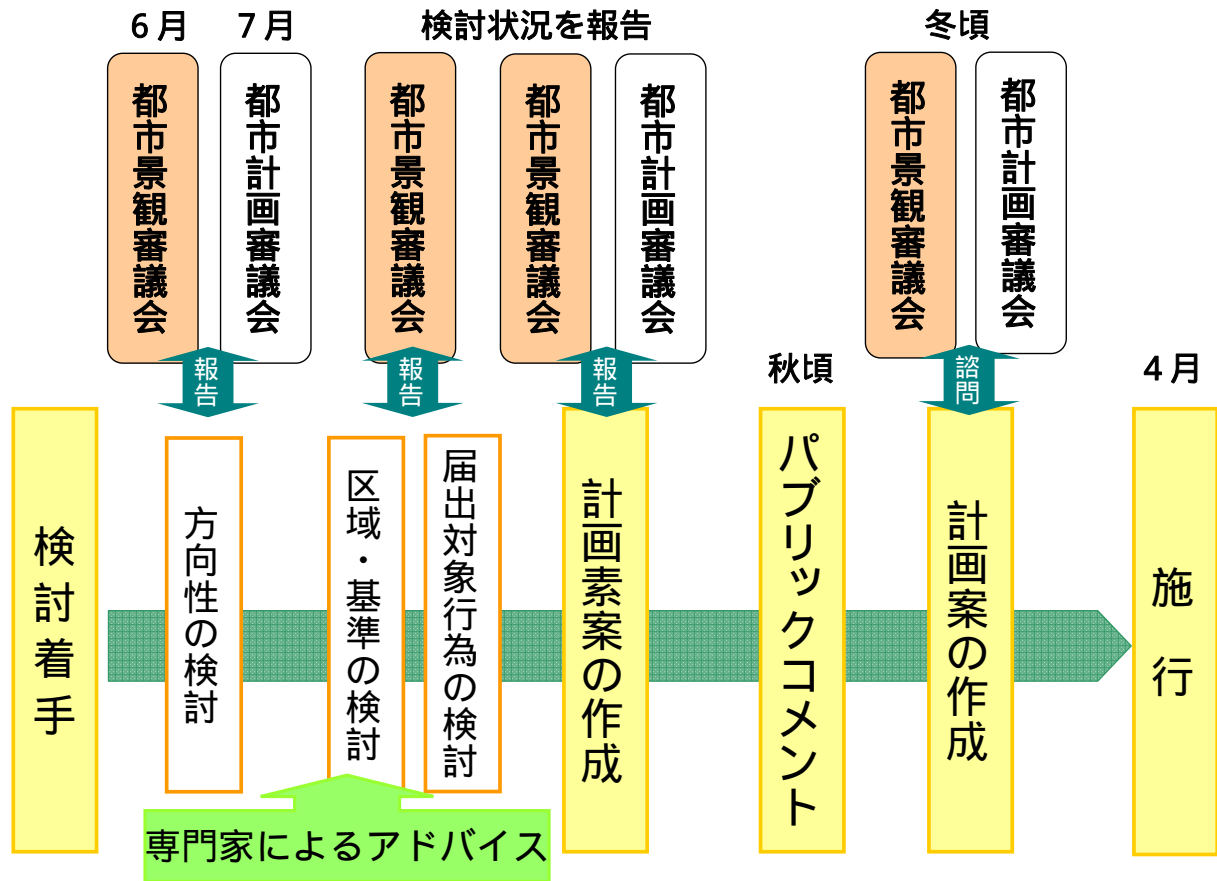 6月
7月
検討状況を報告
冬頃
都市景観審議会
都市計画審議会
都市景観審議会
都市景観審議会
都市計画審議会
都市景観審議会
都市計画審議会
報告
報告
報告
諮問
秋頃
4月
検討着手
方向性の検討
区域・基準の検討
届出対象行為の検討
計画素案の作成
パブリックコメント
計画案の作成
施行
専門家によるアドバイス